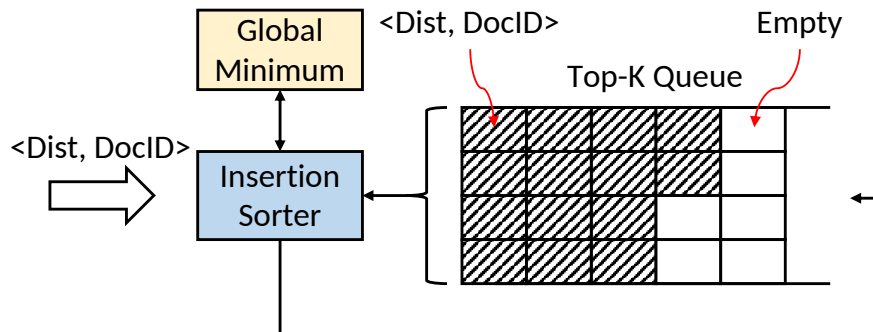 Global
Minimum
<Dist, DocID>
Empty
Top-K Queue
<Dist, DocID>
Insertion
Sorter